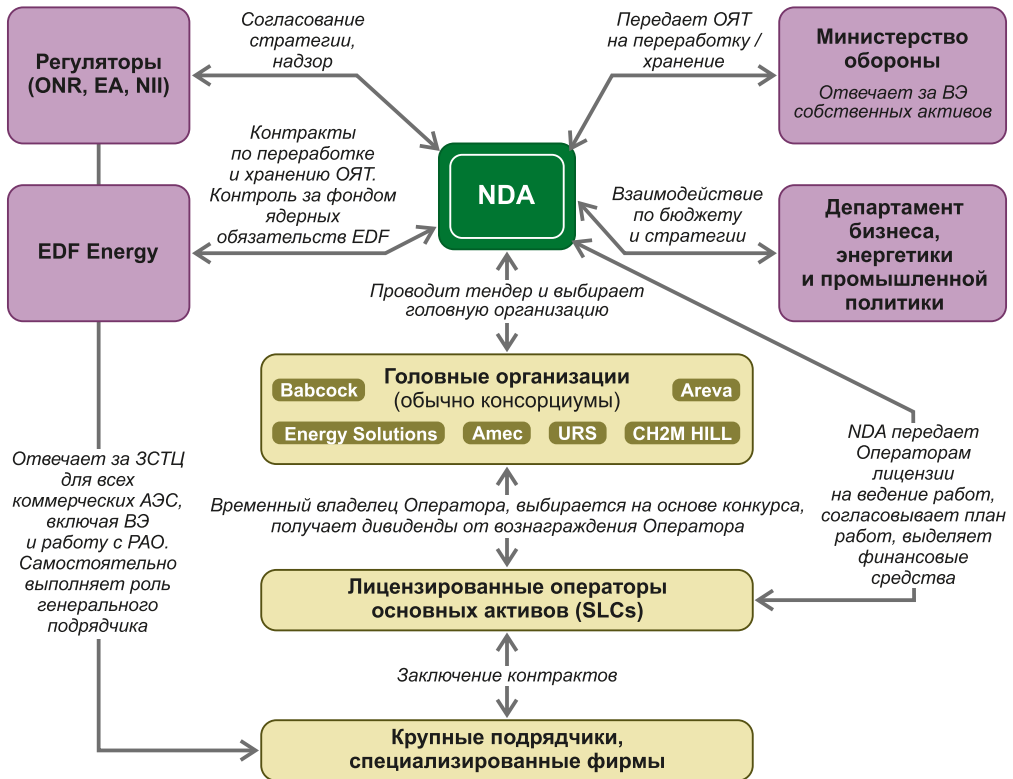 Регуляторы
(ONR, EA, NII)
Согласование
стратегии,
надзор
Передает ОЯТ
на переработку /
хранение
Министерство
обороны
Отвечает за ВЭ
собственных активов
EDF Energy
Контракты
по переработке
и хранению ОЯТ.
Контроль за фондом
ядерных
обязательств EDF
NDA
Взаимодействие
по бюджету
и стратегии
Департамент
бизнеса,
энергетики
и промышленной
политики
Проводит тендер и выбирает
головную организацию
Головные организации
(обычно консорциумы)
Babcock
Areva
Energy Solutions
Amec
URS
CH2M HILL
Отвечает за ЗСТЦ
для всех
коммерческих АЭС,
включая ВЭ
и работу с РАО.
Самостоятельно
выполняет роль
генерального
подрядчика
Временный владелец Оператора, выбирается на основе конкурса,
получает дивиденды от вознаграждения Оператора
NDA передает
Операторам
лицензии
на ведение работ,
согласовывает план
работ, выделяет
финансовые
средства
Лицензированные операторы
основных активов (SLCs)
Заключение контрактов
Крупные подрядчики,
специализированные фирмы